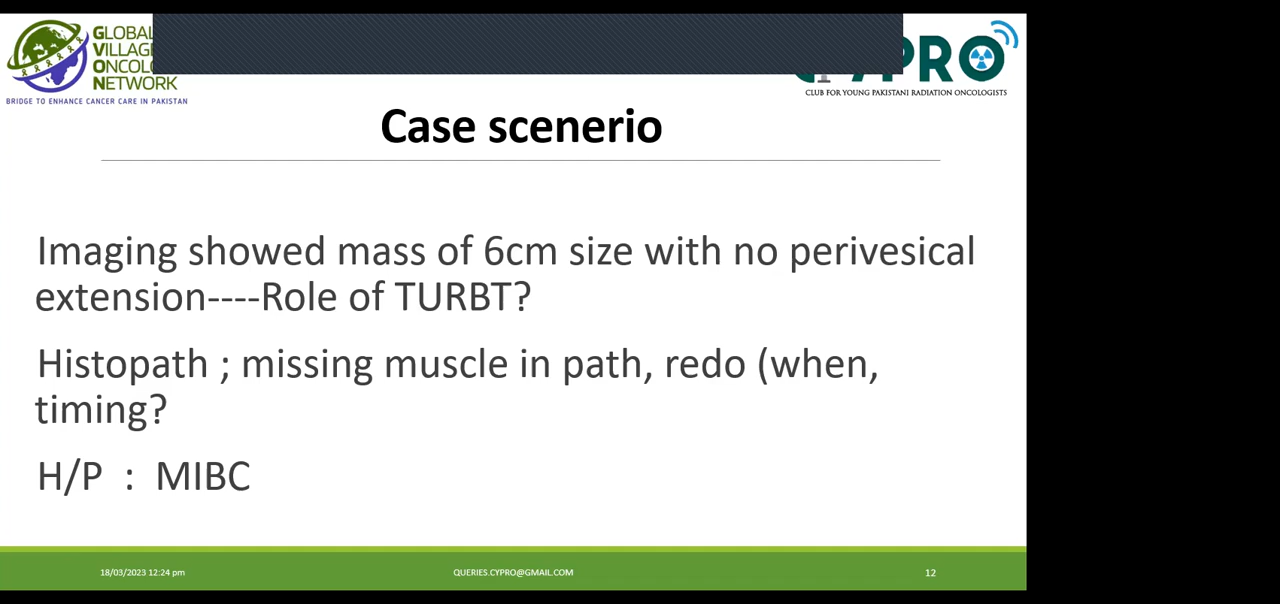 GLOBAL
VILLAGE
ONCOLO
NETWORK
BRIDGE TO ENHANCE CANCER CARE IN PAKISTAN
PRO
CLUB FOR YOUNG PAKISTANI RADIATION ONCOLOGISTS
Case scenerio
Imaging showed mass of 6cm size with no perivesical
extension----Role of TURBT?
Histopath ; missing muscle in path, redo (when,
timing?
H/P : MIBC
18/03/2023 12:24 pm
QUERIES.CYPRO@GMAIL.COM
12